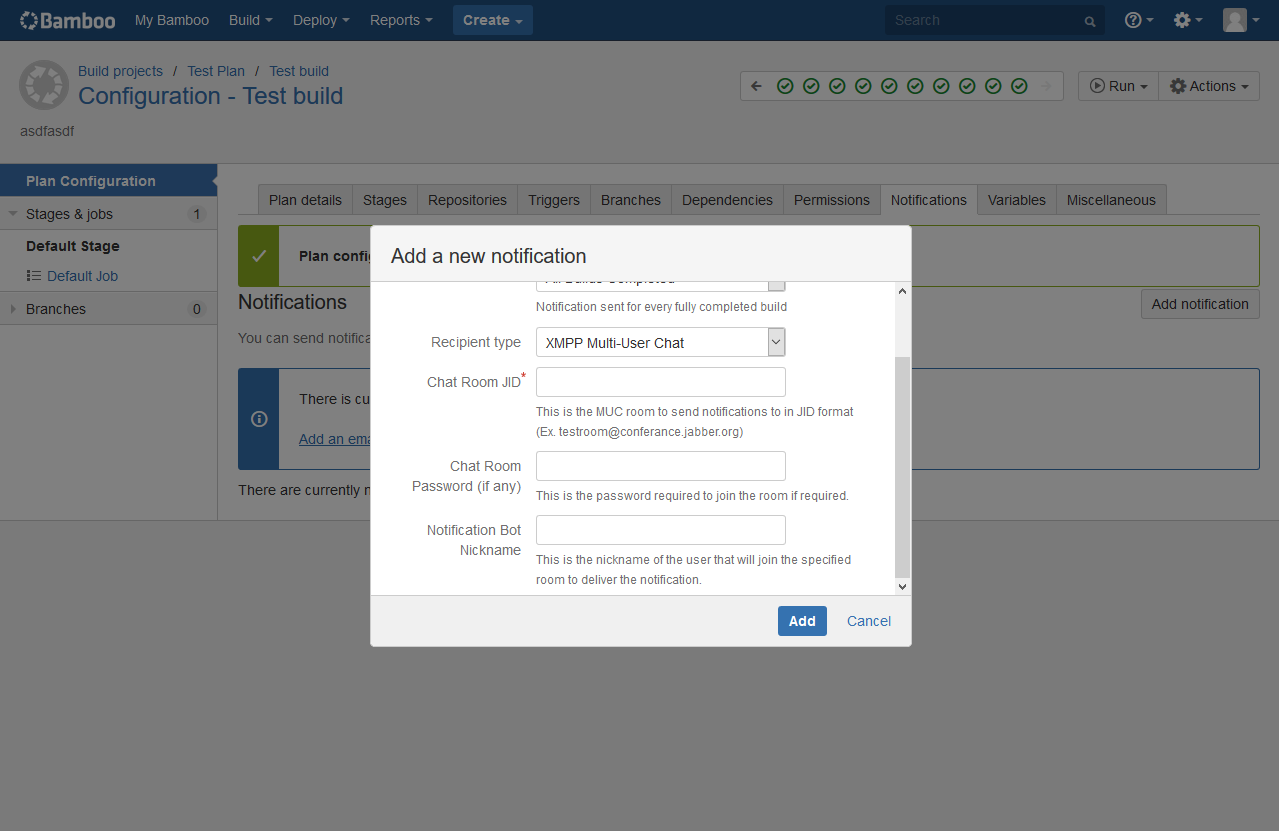 Bamboo My Bamboo Build Deploy Reports Create Search
Build projects / Test Plan / Test build
Configuration - Test build
Run Actions
asdfasdf
Plan Configuration
Stages & jobs 1
Default Stage
Default Job
Branches 0
Plan details Stages Repositories Triggers Branches Dependencies Permissions Notifications Variables Miscellaneous
Plan config
Notifications
Add notification
You can send notifica
There is cu
Add an ema
There are currently n
Add a new notification
All Builds Completed
Notification sent for every fully completed build
Recipient type XMPP Multi-User Chat
Chat Room JID*
This is the MUC room to send notifications to in JID format
(Ex. testroom@conferance.jabber.org)
Chat Room
Password (if any)
This is the password required to join the room if required.
Notification Bot
Nickname
This is the nickname of the user that will join the specified
room to deliver the notification.
Add Cancel